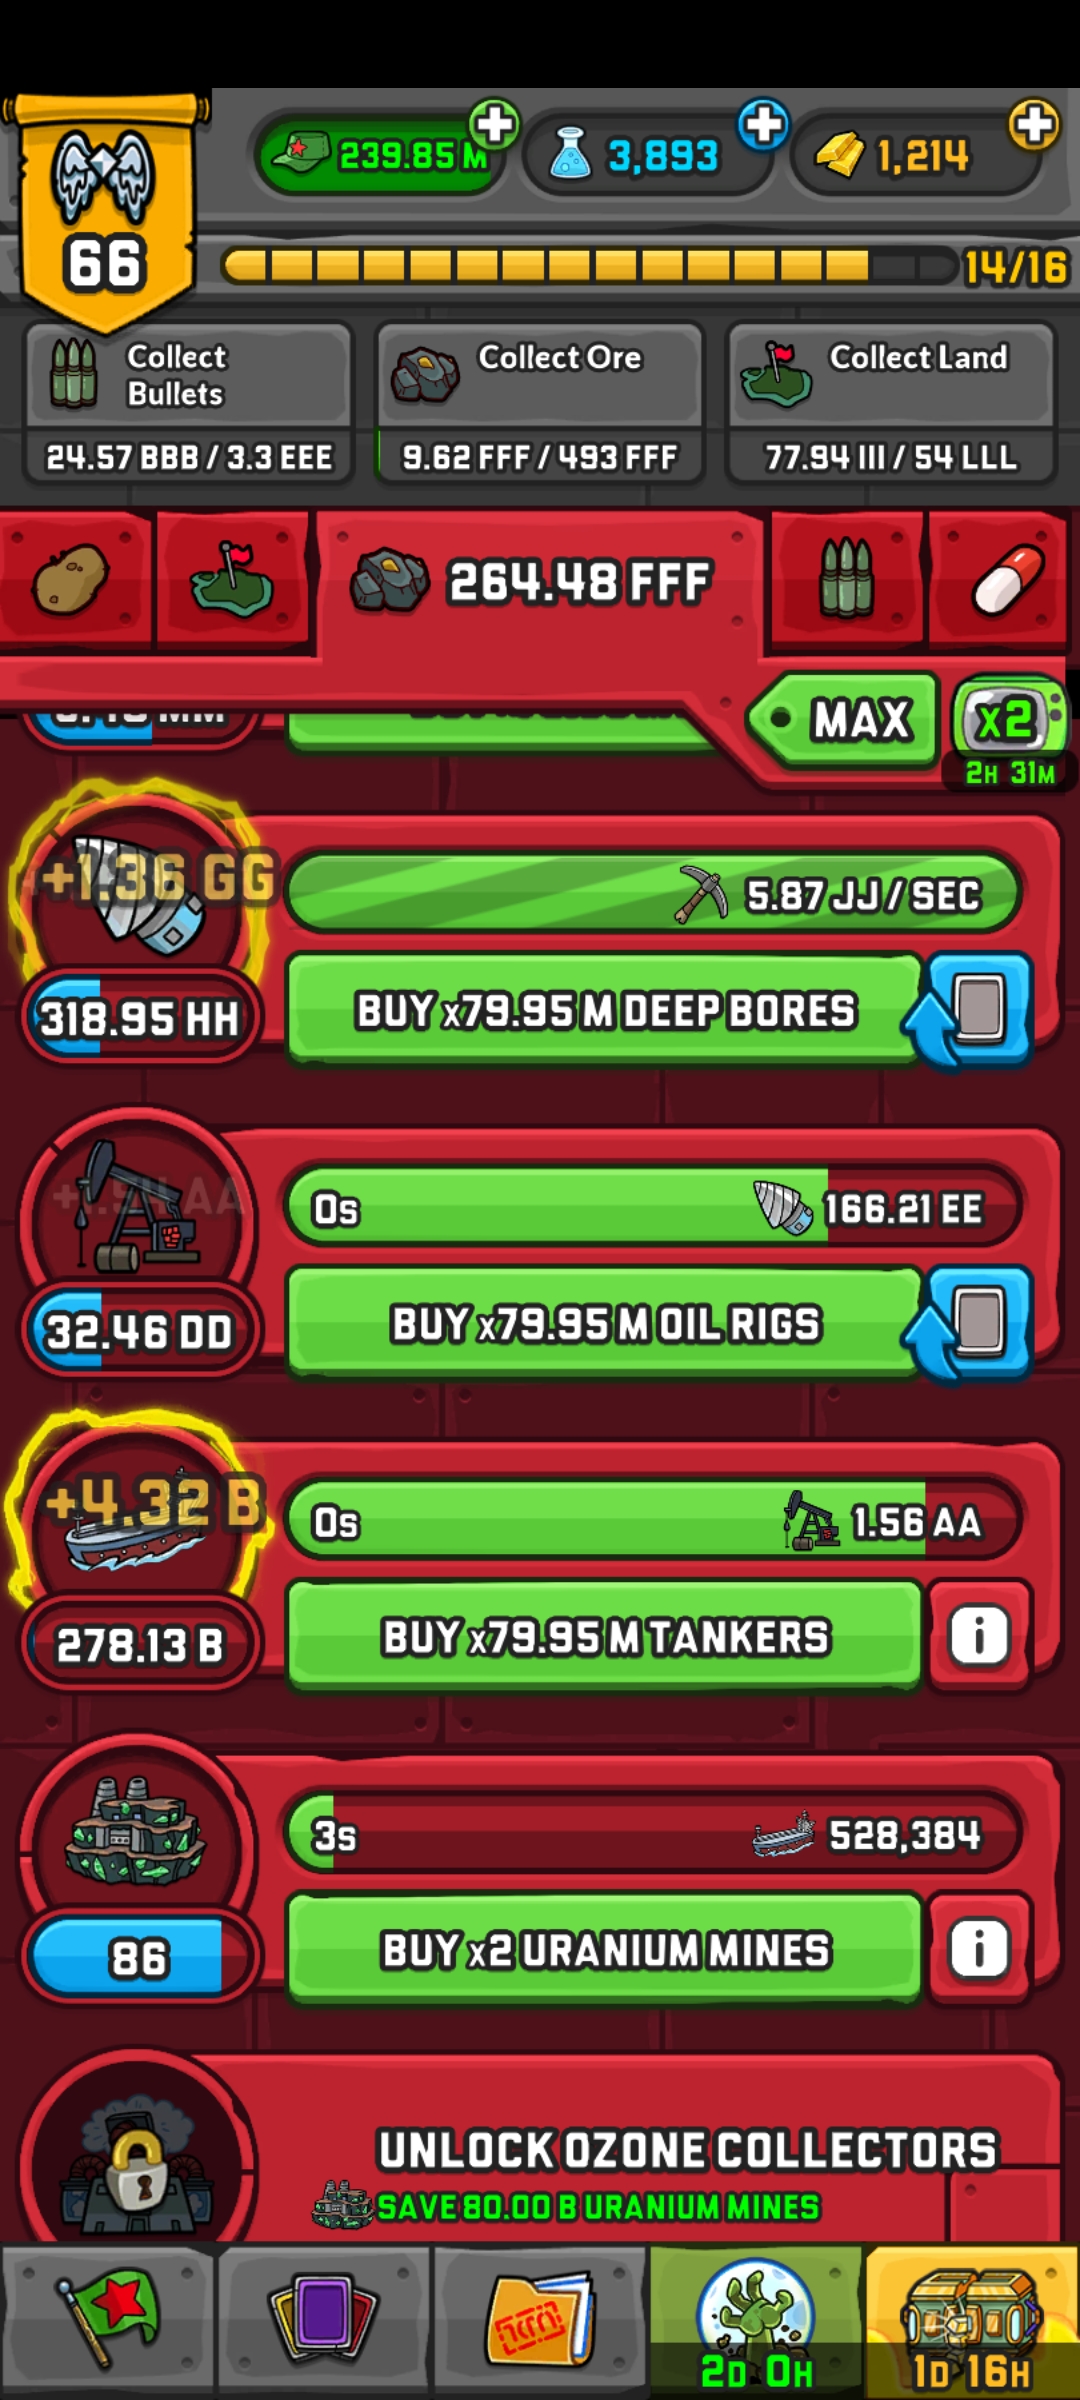 239.85 M
3,893
1,214
66
14/16
Collect
Bullets
Collect Ore
Collect Land
24.57 BBB / 3.3 EEE
9.62 FFF / 493 FFF
77.94 III / 54 LLL
264.48 FFF
MAX
x2
2H 31M
+1.36 GG
5.87 JJ / SEC
318.95 HH
BUY x79.95 M DEEP BORES
0s
166.21 EE
32.46 DD
BUY x79.95 M OIL RIGS
+4.32 B
0s
1.56 AA
278.13 B
BUY x79.95 M TANKERS
i
3s
528,384
86
BUY x2 URANIUM MINES
i
UNLOCK OZONE COLLECTORS
SAVE 80.00 B URANIUM MINES
2D 0H
1D 16H